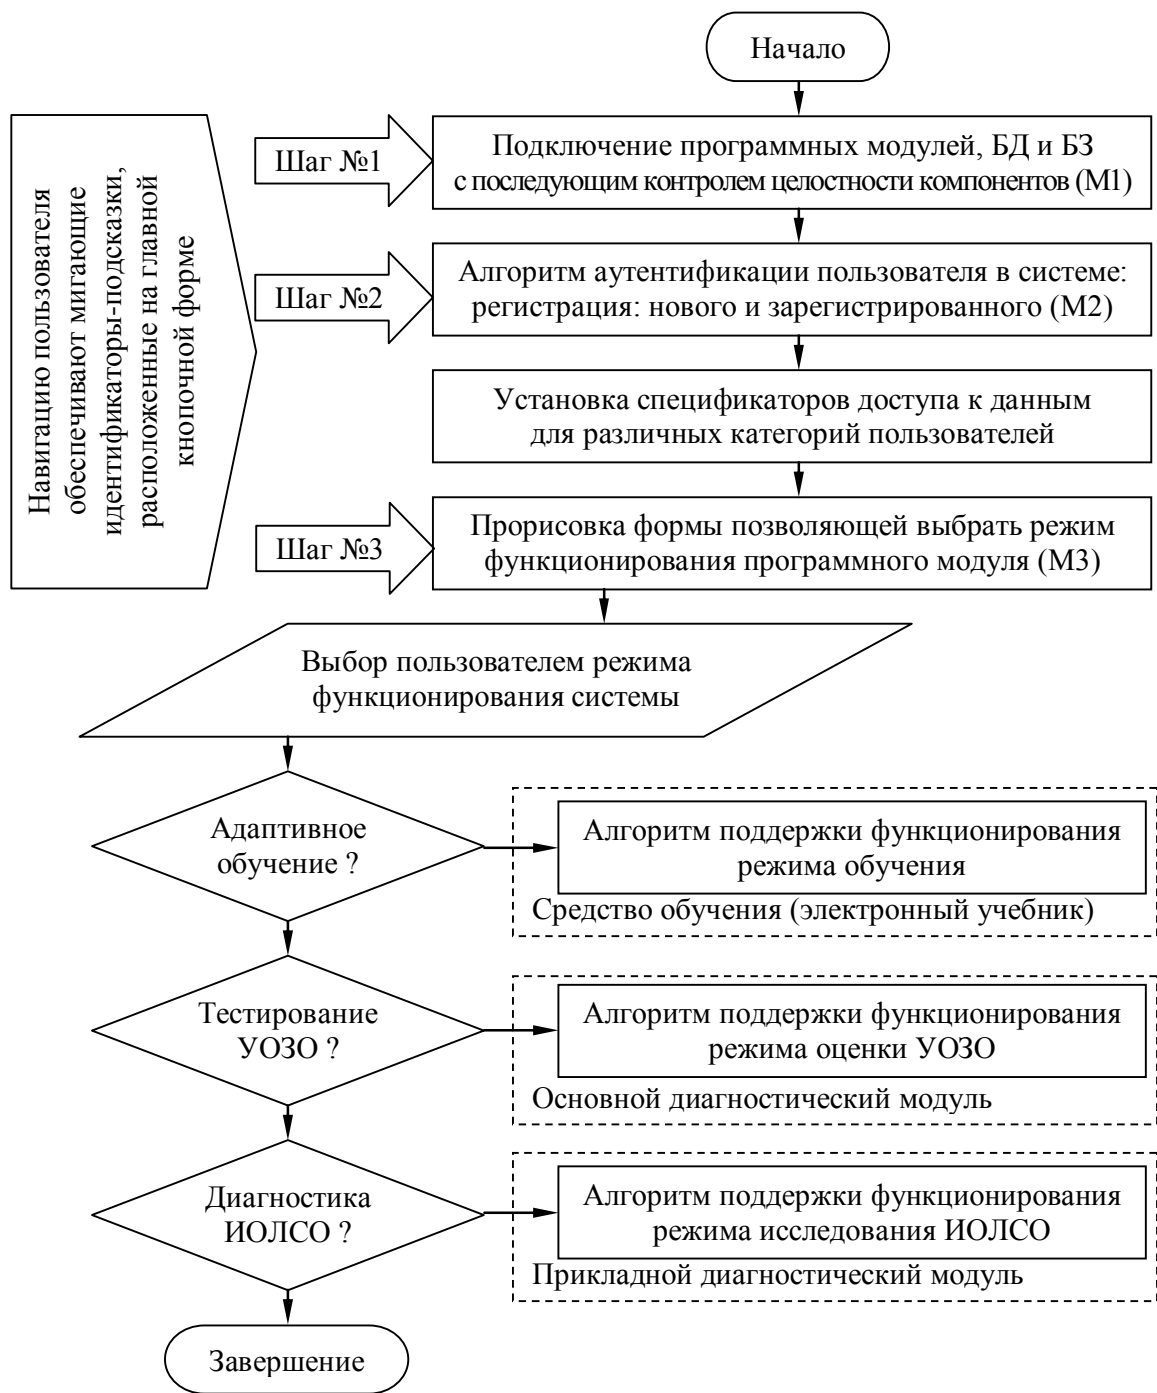 Начало
Навигацию пользователя
обеспечивают мигающие
идентификаторы-подсказки,
расположенные на главной
кнопочной форме
Шаг №1
Подключение программных модулей, БД и БЗ
с последующим контролем целостности компонентов (М1)
Шаг №2
Алгоритм аутентификации пользователя в системе:
регистрация: нового и зарегистрированного (М2)
Установка спецификаторов доступа к данным
для различных категорий пользователей
Шаг №3
Прорисовка формы позволяющей выбрать режим
функционирования программного модуля (М3)
Выбор пользователем режима
функционирования системы
Адаптивное
обучение ?
Алгоритм поддержки функционирования
режима обучения
Средство обучения (электронный учебник)
Тестирование
УОЗО ?
Алгоритм поддержки функционирования
режима оценки УОЗО
Основной диагностический модуль
Диагностика
ИОЛСО ?
Алгоритм поддержки функционирования
режима исследования ИОЛСО
Прикладной диагностический модуль
Завершение